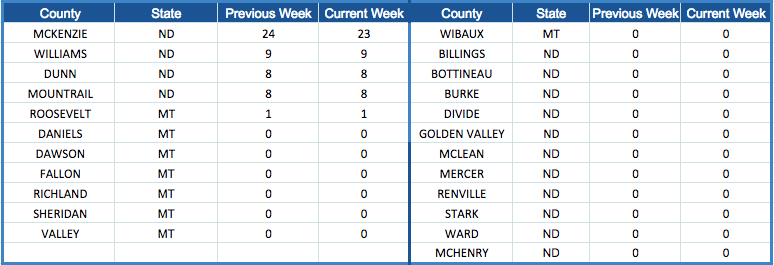 County State Previous Week Current Week County State Previous Week Current Week
MCKENZIE ND 24 23 WIBAUX MT 0 0
WILLIAMS ND 9 9 BILLINGS ND 0 0
DUNN ND 8 8 BOTTINEAU ND 0 0
MOUNTRAIL ND 8 8 BURKE ND 0 0
ROOSEVELT MT 1 1 DIVIDE ND 0 0
DANIELS MT 0 0 GOLDEN VALLEY ND 0 0
DAWSON MT 0 0 MCLEAN ND 0 0
FALLON MT 0 0 MERCER ND 0 0
RICHLAND MT 0 0 RENVILLE ND 0 0
SHERIDAN MT 0 0 STARK ND 0 0
VALLEY MT 0 0 WARD ND 0 0
MCHENRY ND 0 0